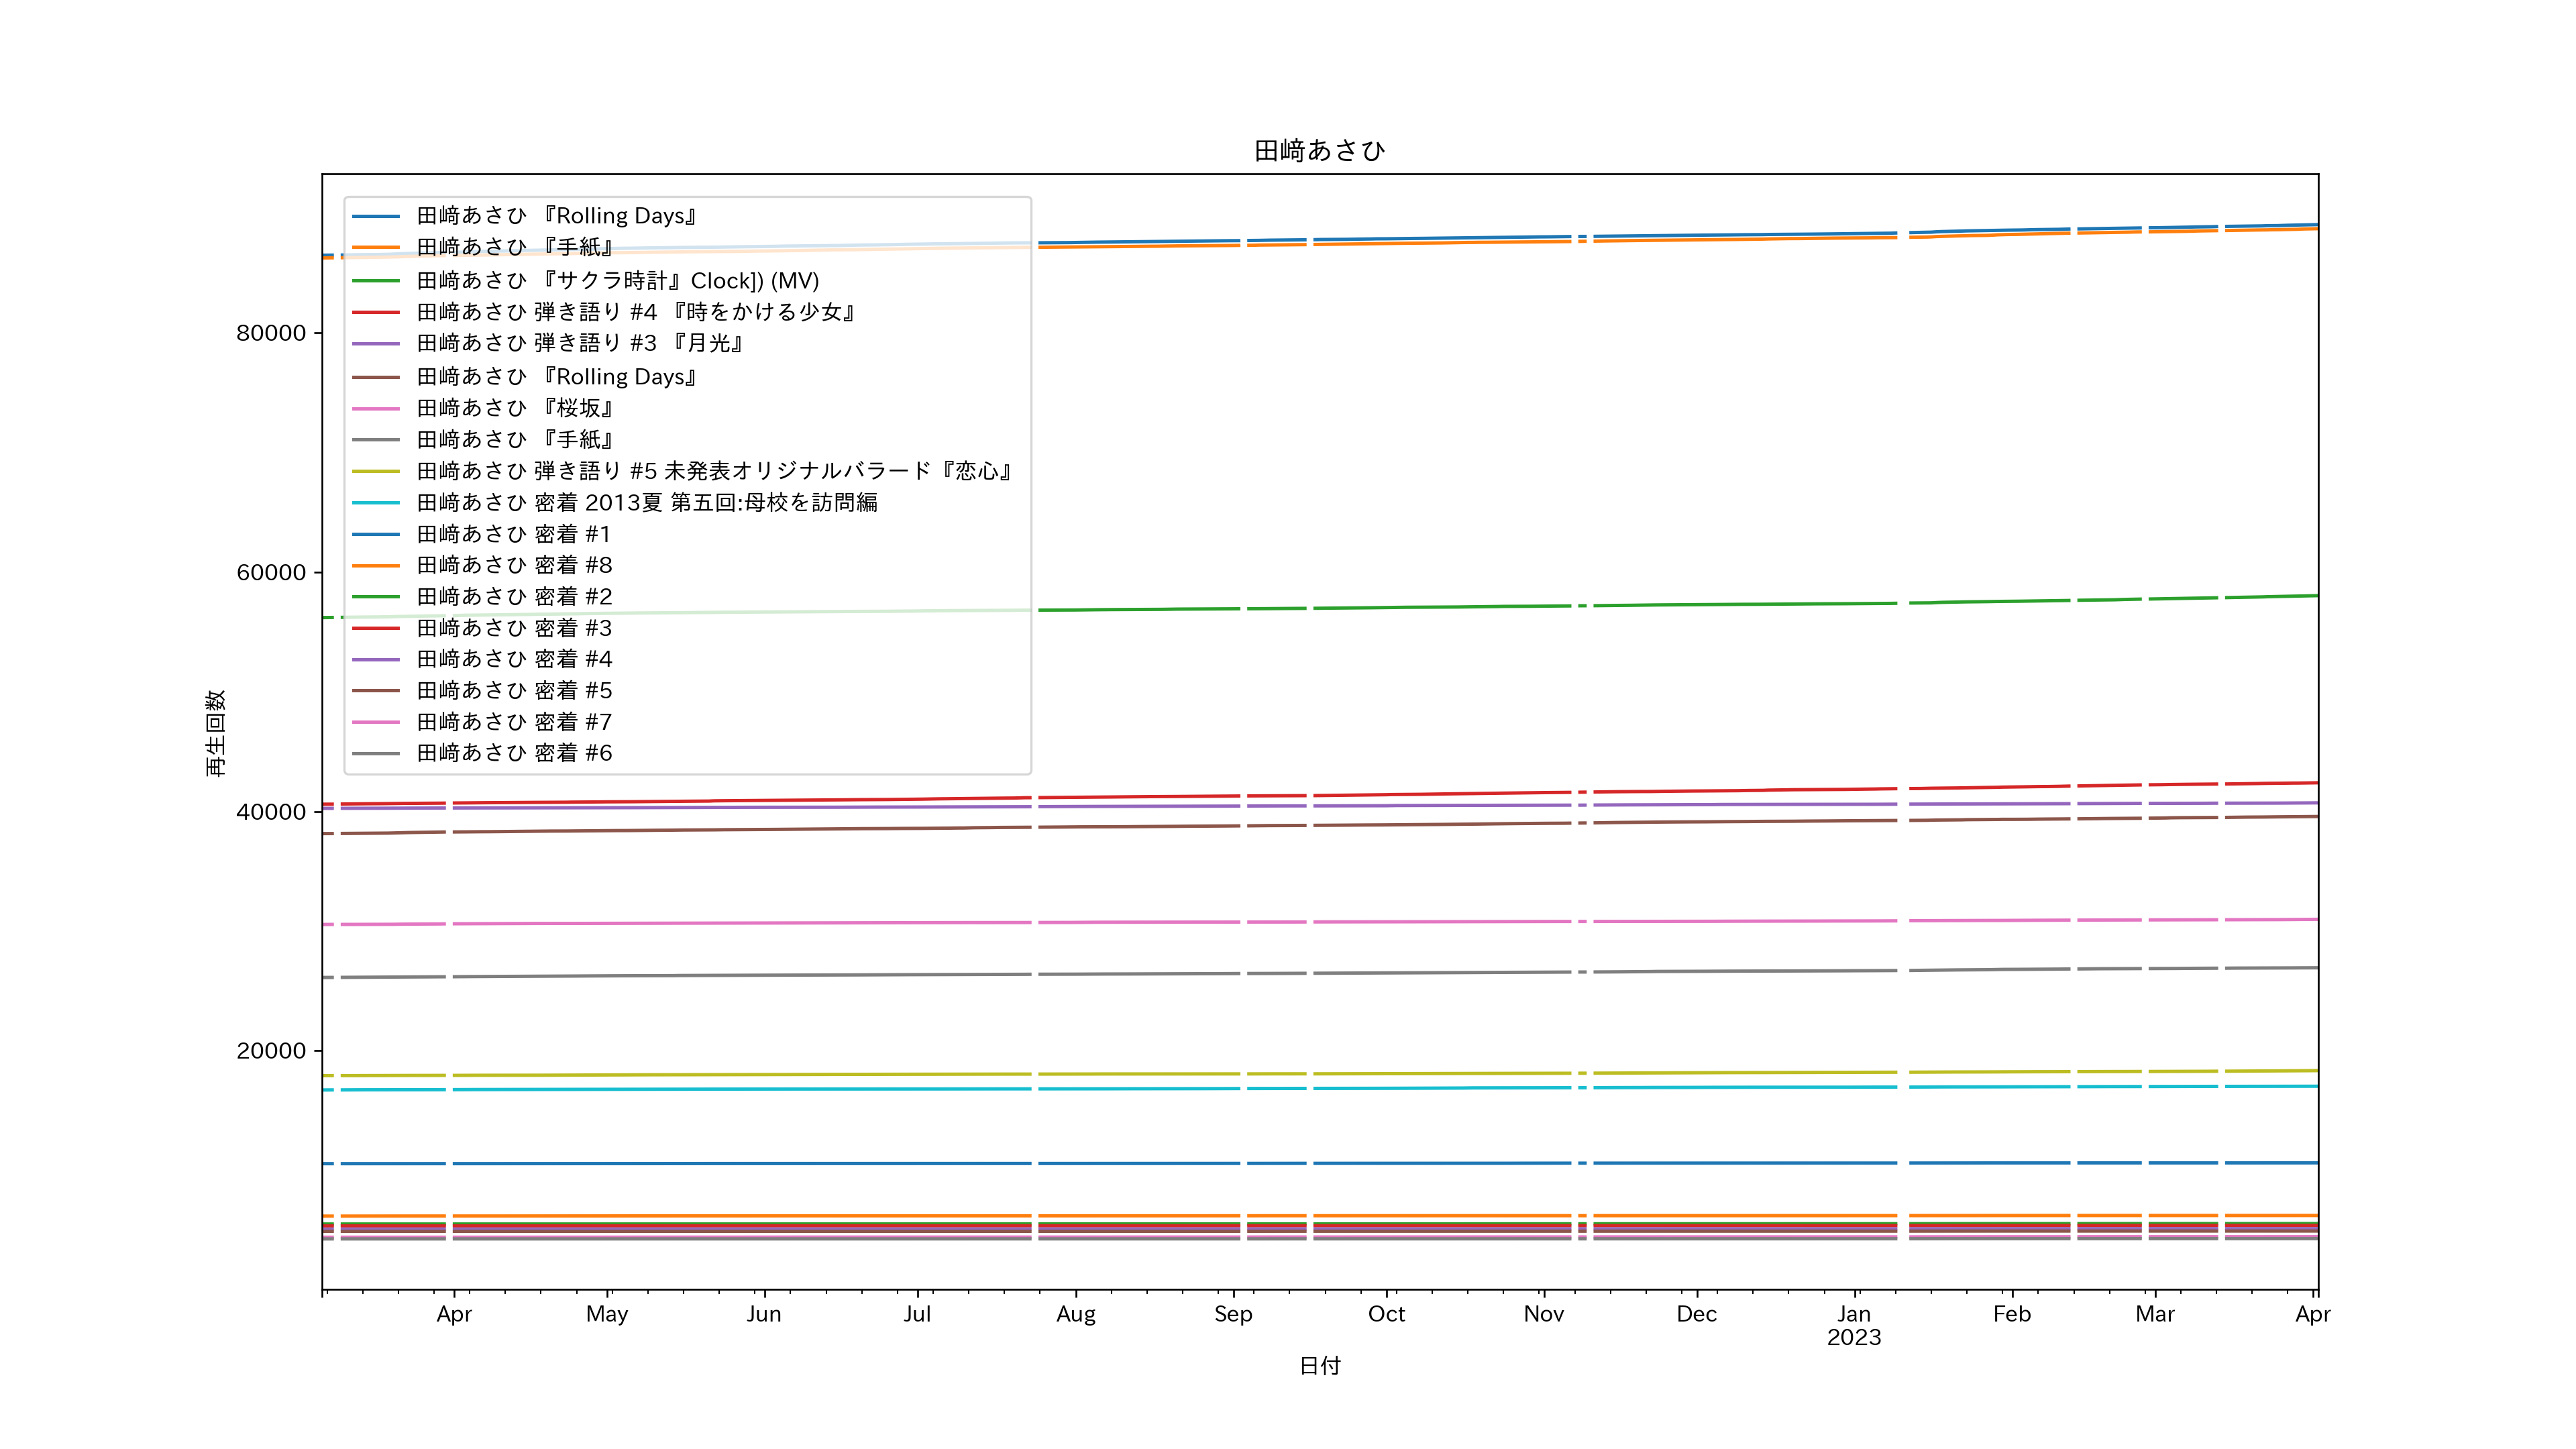 田﨑あさひ
田﨑あさひ 『Rolling Days』
田﨑あさひ 『手紙』
田﨑あさひ 『サクラ時計』Clock]) (MV)
田﨑あさひ 弾き語り #4 『時をかける少女』
田﨑あさひ 弾き語り #3 『月光』
田﨑あさひ 『Rolling Days』
田﨑あさひ 『桜坂』
田﨑あさひ 『手紙』
田﨑あさひ 弾き語り #5 未発表オリジナルバラード『恋心』
田﨑あさひ 密着 2013夏 第五回:母校を訪問編
田﨑あさひ 密着 #1
田﨑あさひ 密着 #8
田﨑あさひ 密着 #2
田﨑あさひ 密着 #3
田﨑あさひ 密着 #4
田﨑あさひ 密着 #5
田﨑あさひ 密着 #7
田﨑あさひ 密着 #6
80000
60000
40000
20000
再生回数
Apr May Jun Jul Aug Sep Oct Nov Dec Jan Feb Mar Apr
2023
日付